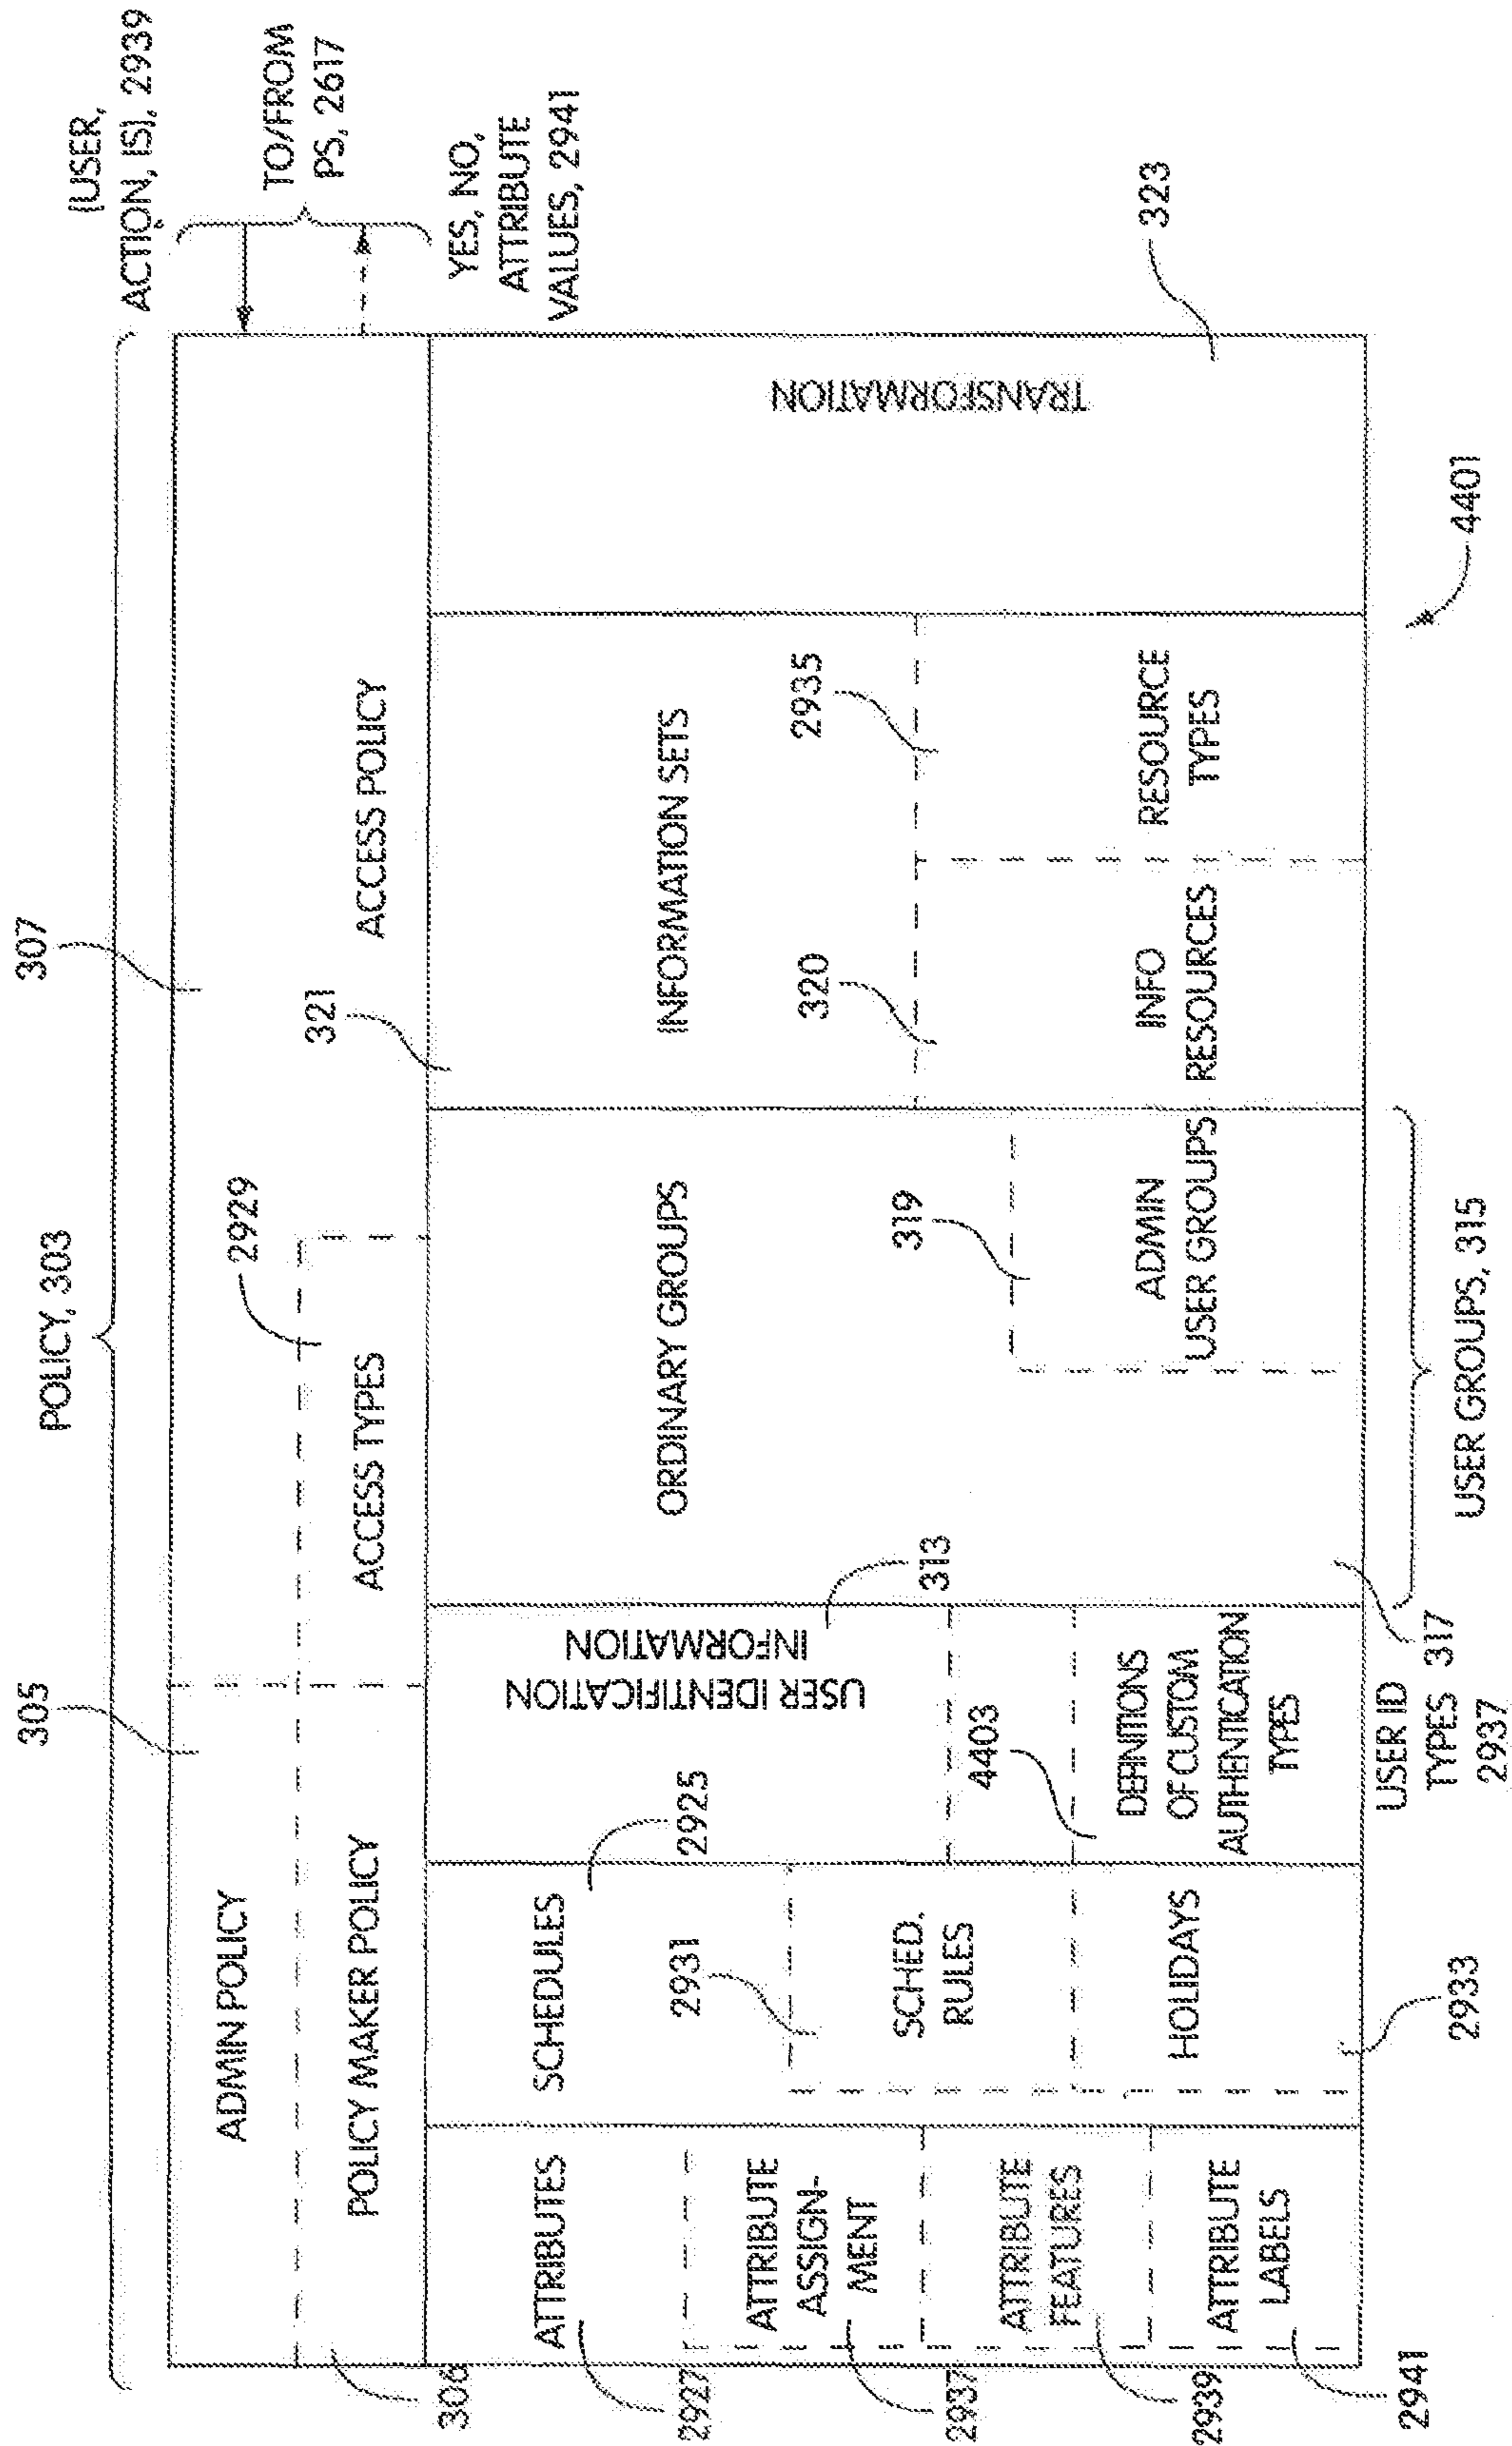 POLICY, 303
305
307
(USER,
ACTION, IS), 2939
TO/FROM
PS, 2617
YES, NO,
ATTRIBUTE
VALUES, 2941
ADMIN POLICY
POLICY MAKER POLICY
306
ACCESS TYPES
2929
ACCESS POLICY
321
ATTRIBUTES
2927
ATTRIBUTE
ASSIGN-
MENT
2937
ATTRIBUTE
FEATURES
2939
ATTRIBUTE
LABELS
2941
SCHEDULES
2925
2931
SCHED.
RULES
HOLIDAYS
2933
USER IDENTIFICATION
INFORMATION
313
4403
DEFINITIONS
OF CUSTOM
AUTHENTICATION
TYPES
USER ID
TYPES
2937
317
ORDINARY GROUPS
319
ADMIN
USER GROUPS
USER GROUPS, 315
INFORMATION SETS
320
INFO
RESOURCES
2935
RESOURCE
TYPES
TRANSFORMATION
323
4401